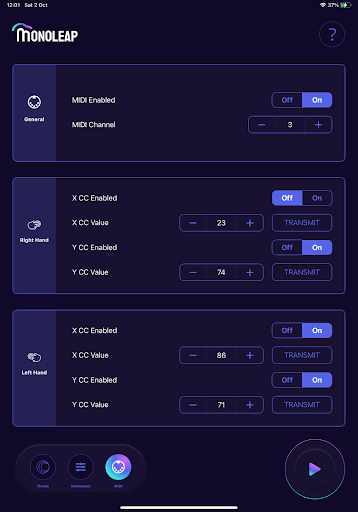 12:01 Sat 2 Oct 37%
MONOLEAP ?
General
MIDI Enabled Off On
MIDI Channel − 3 +
Right Hand
X CC Enabled Off On
X CC Value − 23 + TRANSMIT
Y CC Enabled Off On
Y CC Value − 74 + TRANSMIT
Left Hand
X CC Enabled Off On
X CC Value − 86 + TRANSMIT
Y CC Enabled Off On
Y CC Value − 71 + TRANSMIT
Theme Instrument MIDI